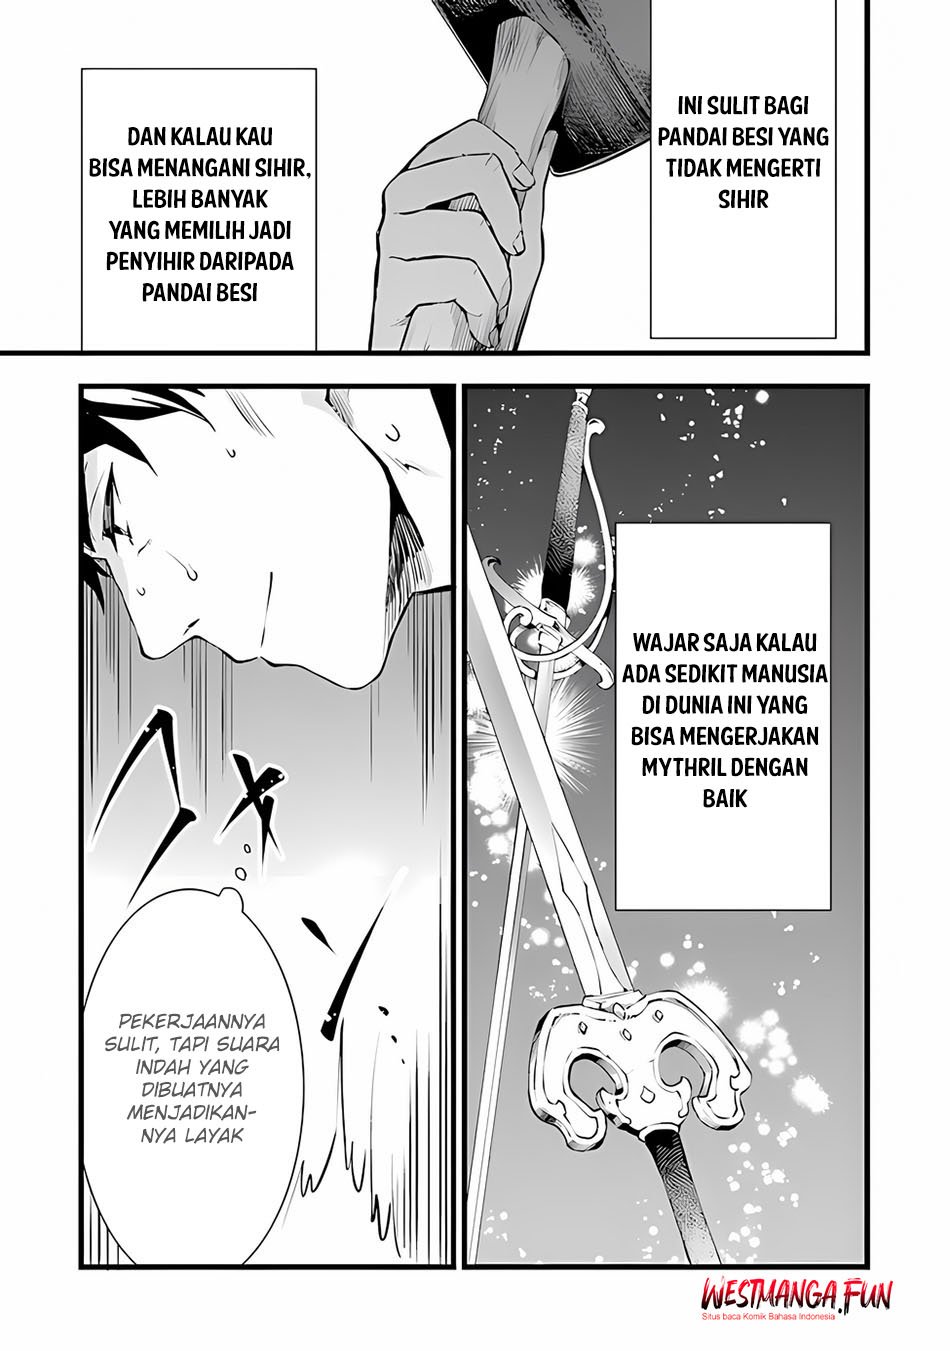 INI SULIT BAGI
PANDAI BESI YANG
TIDAK MENGERTI
SIHIR
DAN KALAU KAU
BISA MENANGANI SIHIR,
LEBIH BANYAK
YANG MEMILIH JADI
PENYIHIR DARIPADA
PANDAI BESI
WAJAR SAJA KALAU
ADA SEDIKIT MANUSIA
DI DUNIA INI YANG
BISA MENGERJAKAN
MYTHRIL DENGAN
BAIK
PEKERJAANNYA
SULIT, TAPI SUARA
INDAH YANG
DIBUATNYA
MENJADIKAN-
NYA LAYAK
WESTMANGA.FUN
Situs baca Komik Bahasa Indonesia